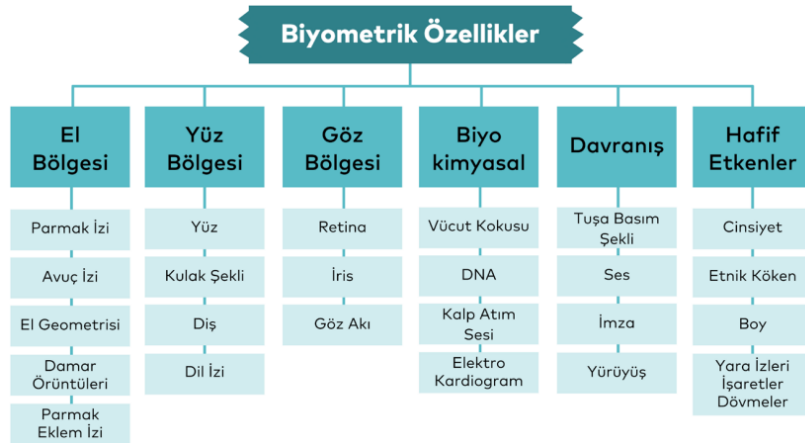 Biyometrik Özellikler
El
Bölgesi
Parmak İzi
Avuç İzi
El Geometrisi
Damar
Örüntüleri
Parmak
Eklem İzi
Yüz
Bölgesi
Yüz
Kulak Şekli
Diş
Dil İzi
Göz
Bölgesi
Retina
İris
Göz Akı
Biyo
kimyasal
Vücut Kokusu
DNA
Kalp Atım
Sesi
Elektro
Kardiogram
Davranış
Tuşa Basım
Şekli
Ses
İmza
Yürüyüş
Hafif
Etkenler
Cinsiyet
Etnik Köken
Boy
Yara İzleri
İşaretler
Dövmeler